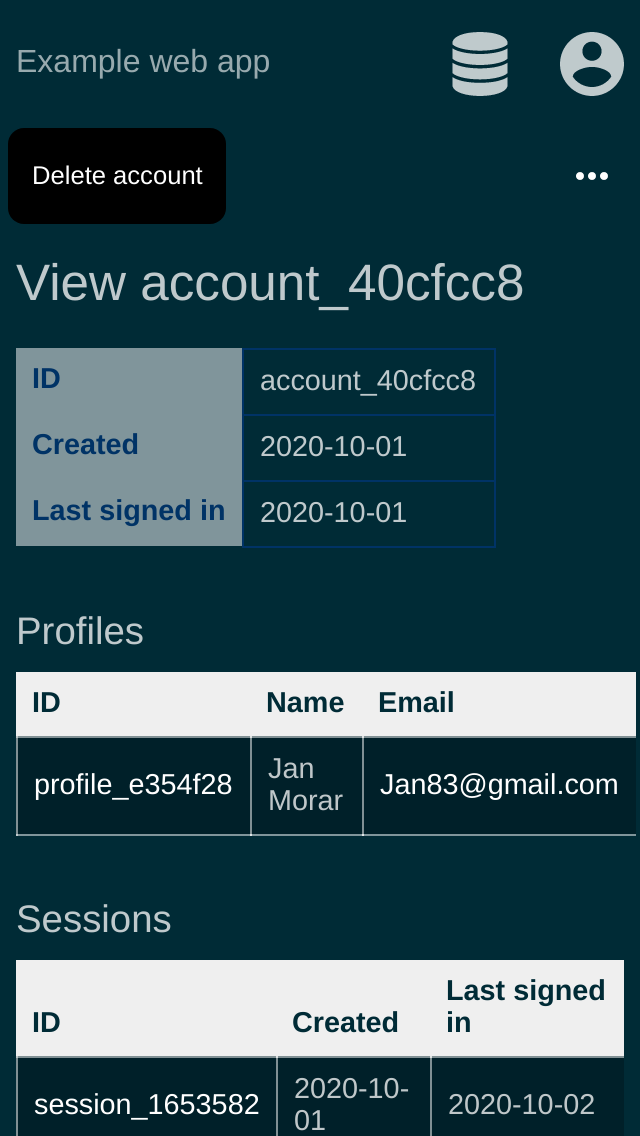 Example web app
Delete account
View account_40cfcc8
ID account_40cfcc8
Created 2020-10-01
Last signed in 2020-10-01
Profiles
ID Name Email
profile_e354f28 Jan Morar Jan83@gmail.com
Sessions
ID Created Last signed in
session_1653582 2020-10-01 2020-10-02